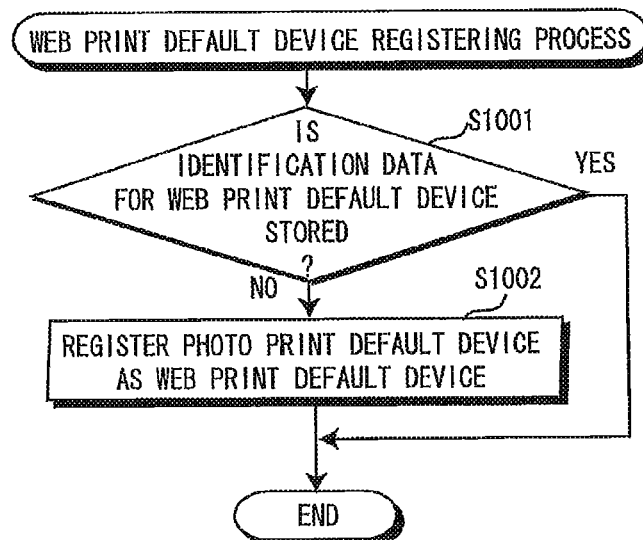 WEB PRINT DEFAULT DEVICE REGISTERING PROCESS
S1001
IS
IDENTIFICATION DATA
FOR WEB PRINT DEFAULT DEVICE
STORED
?
YES
NO
S1002
REGISTER PHOTO PRINT DEFAULT DEVICE
AS WEB PRINT DEFAULT DEVICE
END